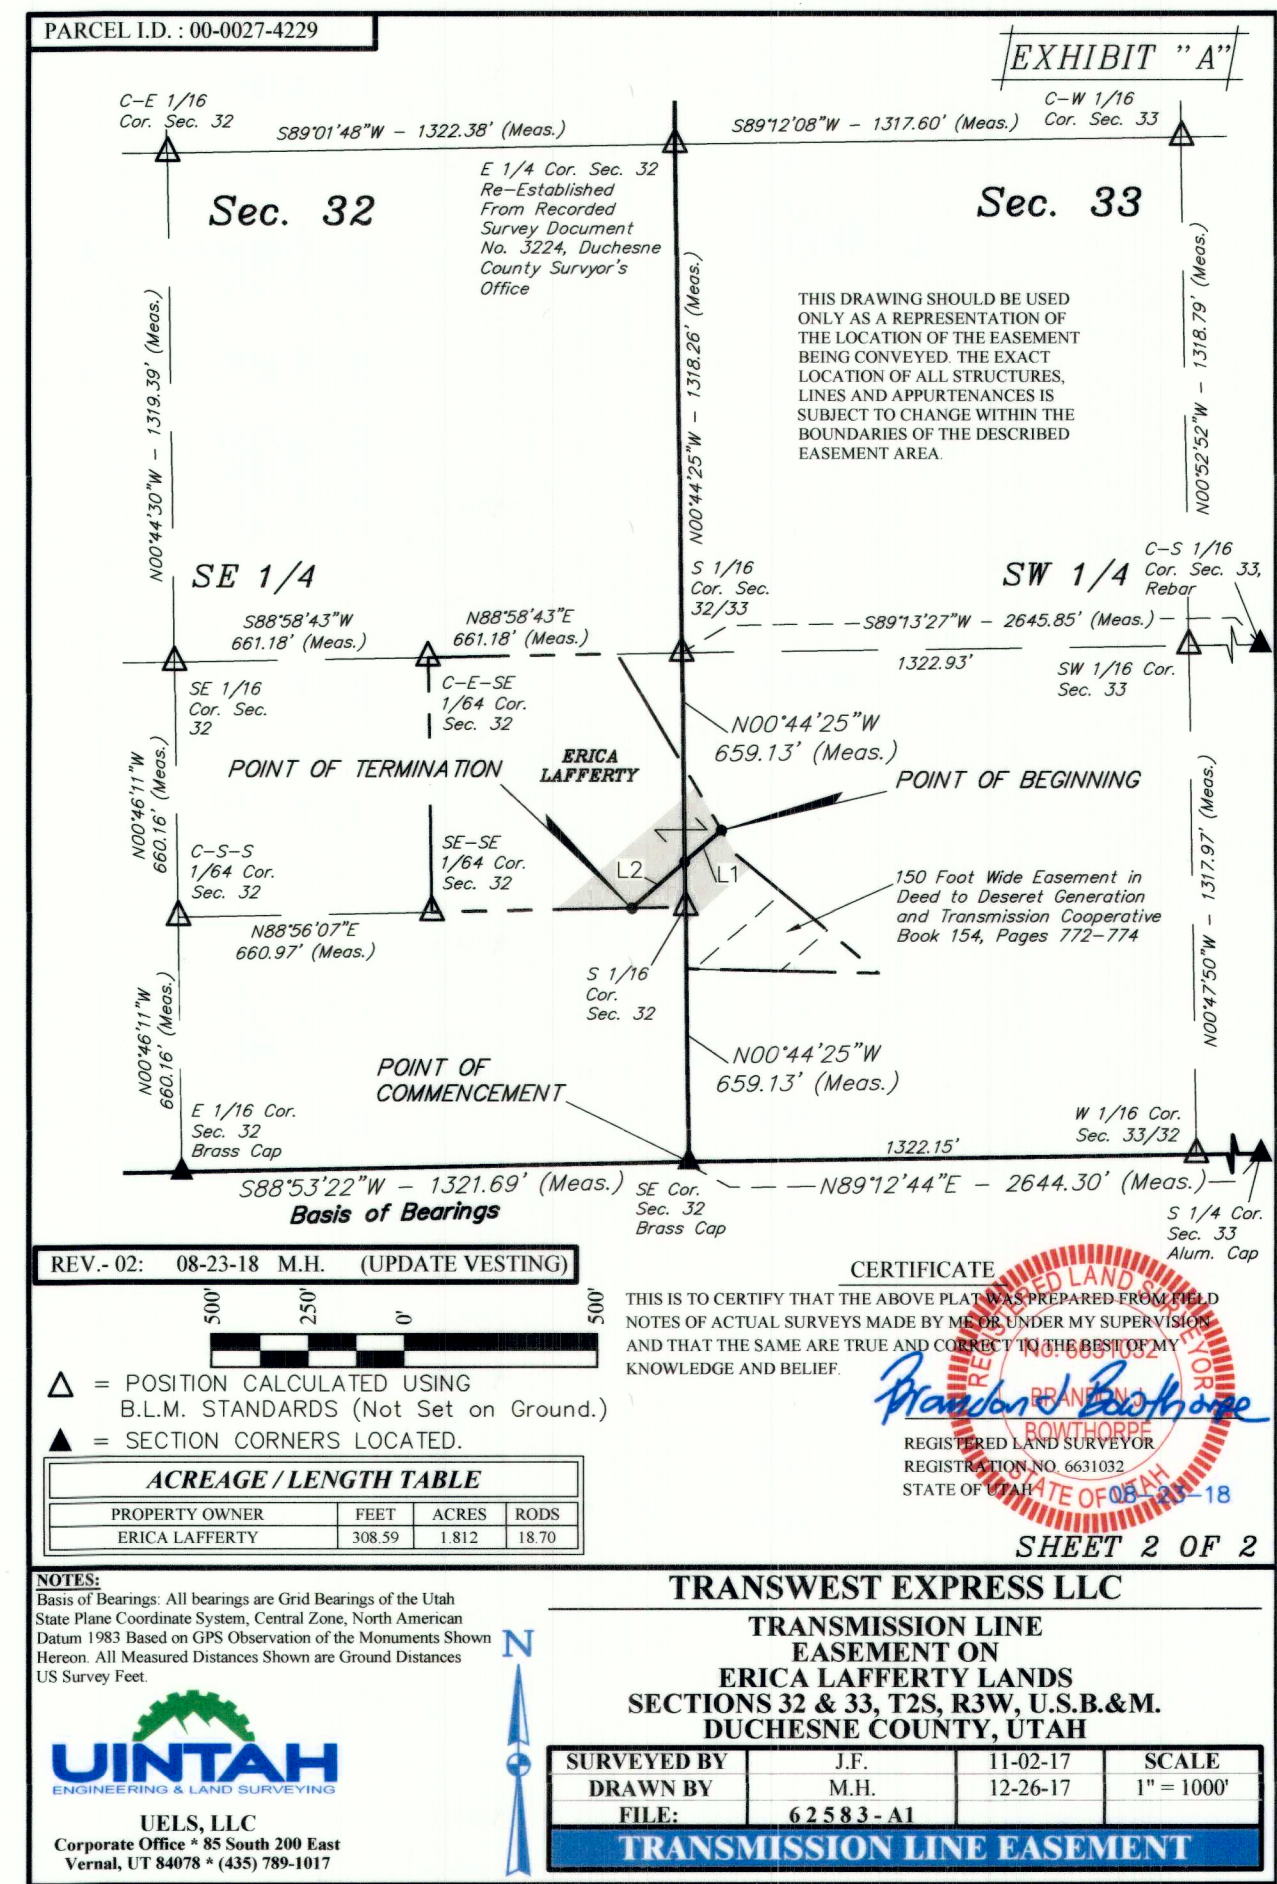 PARCEL I.D. : 00-0027-4229
EXHIBIT "A"
C-E 1/16
Cor. Sec. 32
S89°01'48"W - 1322.38' (Meas.)
S89°12'08"W - 1317.60' (Meas.)
C-W 1/16
Cor. Sec. 33
Sec. 32
E 1/4 Cor. Sec. 32
Re-Established
From Recorded
Survey Document
No. 3224, Duchesne
County Survyor's
Office
Sec. 33
N00°44'30"W - 1319.39' (Meas.)
N00°44'25"W - 1318.26' (Meas.)
N00°52'52"W - 1318.79' (Meas.)
THIS DRAWING SHOULD BE USED
ONLY AS A REPRESENTATION OF
THE LOCATION OF THE EASEMENT
BEING CONVEYED. THE EXACT
LOCATION OF ALL STRUCTURES,
LINES AND APPURTENANCES IS
SUBJECT TO CHANGE WITHIN THE
BOUNDARIES OF THE DESCRIBED
EASEMENT AREA.
SE 1/4
S 1/16
Cor. Sec.
32/33
SW 1/4
C-S 1/16
Cor. Sec. 33,
Rebar
S88°58'43"W
661.18' (Meas.)
N88°58'43"E
661.18' (Meas.)
S89°13'27"W - 2645.85' (Meas.)
1322.93'
SE 1/16
Cor. Sec.
32
C-E-SE
1/64 Cor.
Sec. 32
SW 1/16 Cor.
Sec. 33
N00°44'25"W
659.13' (Meas.)
N00°46'11"W
660.16' (Meas.)
POINT OF TERMINATION
ERICA
LAFFERTY
POINT OF BEGINNING
C-S-S
1/64 Cor.
Sec. 32
SE-SE
1/64 Cor.
Sec. 32
L2
L1
150 Foot Wide Easement in
Deed to Deseret Generation
and Transmission Cooperative
Book 154, Pages 772-774
N00°47'50"W - 1317.97' (Meas.)
N88°56'07"E
660.97' (Meas.)
S 1/16
Cor.
Sec. 32
N00°46'11"W
660.16' (Meas.)
POINT OF
COMMENCEMENT
N00°44'25"W
659.13' (Meas.)
E 1/16 Cor.
Sec. 32
Brass Cap
W 1/16 Cor.
Sec. 33/32
1322.15'
S88°53'22"W - 1321.69' (Meas.)
Basis of Bearings
SE Cor.
Sec. 32
Brass Cap
N89°12'44"E - 2644.30' (Meas.)
S 1/4 Cor.
Sec. 33
Alum. Cap
REV.- 02: 08-23-18 M.H. (UPDATE VESTING)
500' 250' 0' 500'
△ = POSITION CALCULATED USING
B.L.M. STANDARDS (Not Set on Ground.)
▲ = SECTION CORNERS LOCATED.
CERTIFICATE
THIS IS TO CERTIFY THAT THE ABOVE PLAT WAS PREPARED FROM FIELD
NOTES OF ACTUAL SURVEYS MADE BY ME OR UNDER MY SUPERVISION
AND THAT THE SAME ARE TRUE AND CORRECT TO THE BEST OF MY
KNOWLEDGE AND BELIEF.
REGISTERED LAND SURVEYOR
No. 6631032
BRANDON J.
BOWTHORPE
STATE OF UTAH
Brandon J Bowthorpe
REGISTERED LAND SURVEYOR
REGISTRATION NO. 6631032
STATE OF UTAH
08-23-18
ACREAGE / LENGTH TABLE
PROPERTY OWNER FEET ACRES RODS
ERICA LAFFERTY 308.59 1.812 18.70
SHEET 2 OF 2
NOTES:
Basis of Bearings: All bearings are Grid Bearings of the Utah
State Plane Coordinate System, Central Zone, North American
Datum 1983 Based on GPS Observation of the Monuments Shown
Hereon. All Measured Distances Shown are Ground Distances
US Survey Feet.
N
UINTAH
ENGINEERING & LAND SURVEYING
UELS, LLC
Corporate Office * 85 South 200 East
Vernal, UT 84078 * (435) 789-1017
TRANSWEST EXPRESS LLC
TRANSMISSION LINE
EASEMENT ON
ERICA LAFFERTY LANDS
SECTIONS 32 & 33, T2S, R3W, U.S.B.&M.
DUCHESNE COUNTY, UTAH
SURVEYED BY J.F. 11-02-17 SCALE
DRAWN BY M.H. 12-26-17 1" = 1000'
FILE: 62583-A1
TRANSMISSION LINE EASEMENT